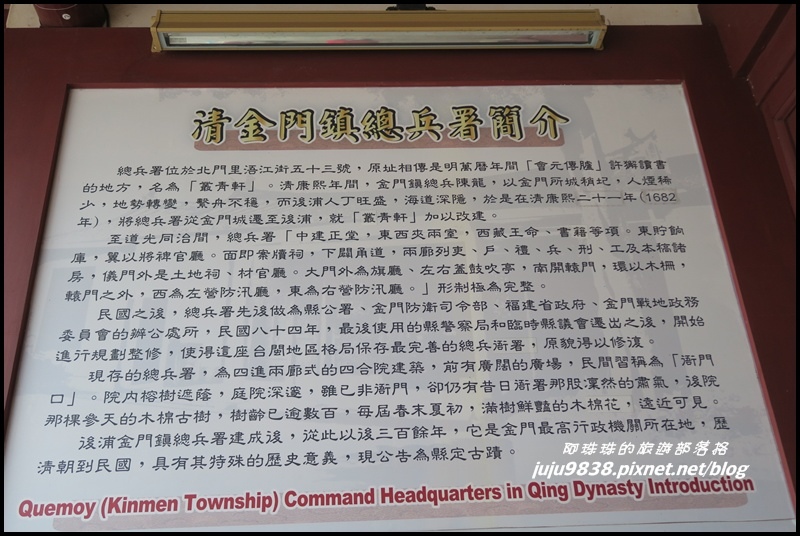 清金門鎮總兵署簡介
總兵署位於北門里浯江街五十三號，原址相傳是明萬曆年間「會元傳臚」許獬讀書
的地方，名為「叢青軒」。清康熙年間，金門鎮總兵陳龍，以金門所城稍圮，人煙稀
少，地勢轉變，繫舟不穩，而後浦人丁旺盛，海道深隱，於是在清康熙二十一年(1682
年)，將總兵署從金門城遷至後浦，就「叢青軒」加以改建。
至道光同治間，總兵署「中建正堂，東西夾兩室，西藏王命、書籍等項。東貯餉
庫，翼以將稗官廳。面即案牘祠，下闢甬道，兩廊列吏、戶、禮、兵、刑、工及本稿諸
房，儀門外是土地祠、材官廳。大門外為旗廳、左右蓋鼓吹亭，南開轅門，環以木柵，
轅門之外，西為左營防汛廳，東為右營防汛廳。」形制極為完整。
民國之後，總兵署先後做為縣公署、金門防衛司令部、福建省政府、金門戰地政務
委員會的辦公處所，民國八十四年，最後使用的縣警察局和臨時縣議會遷出之後，開始
進行規劃整修，使得這座台閩地區格局保存最完善的總兵衙署，原貌得以修復。
現存的總兵署，為四進兩廊式的四合院建築，前有廣闊的廣場，民間習稱為「衙門
口」。院內榕樹遮蔭，庭院深邃，雖已非衙門，卻仍有昔日衙署那股凜然的肅氣，後院
那棵參天的木棉古樹，樹齡已逾數百，每屆春末夏初，滿樹鮮豔的木棉花，遠近可見。
後浦金門鎮總兵署建成後，從此以後三百餘年，它是金門最高行政機關所在地，歷
清朝到民國，具有其特殊的歷史意義，現公告為縣定古蹟。
阿珠珠的旅遊部落格
juju9838.pixnet.net/blog
Quemoy (Kinmen Township) Command Headquarters in Qing Dynasty Introduction